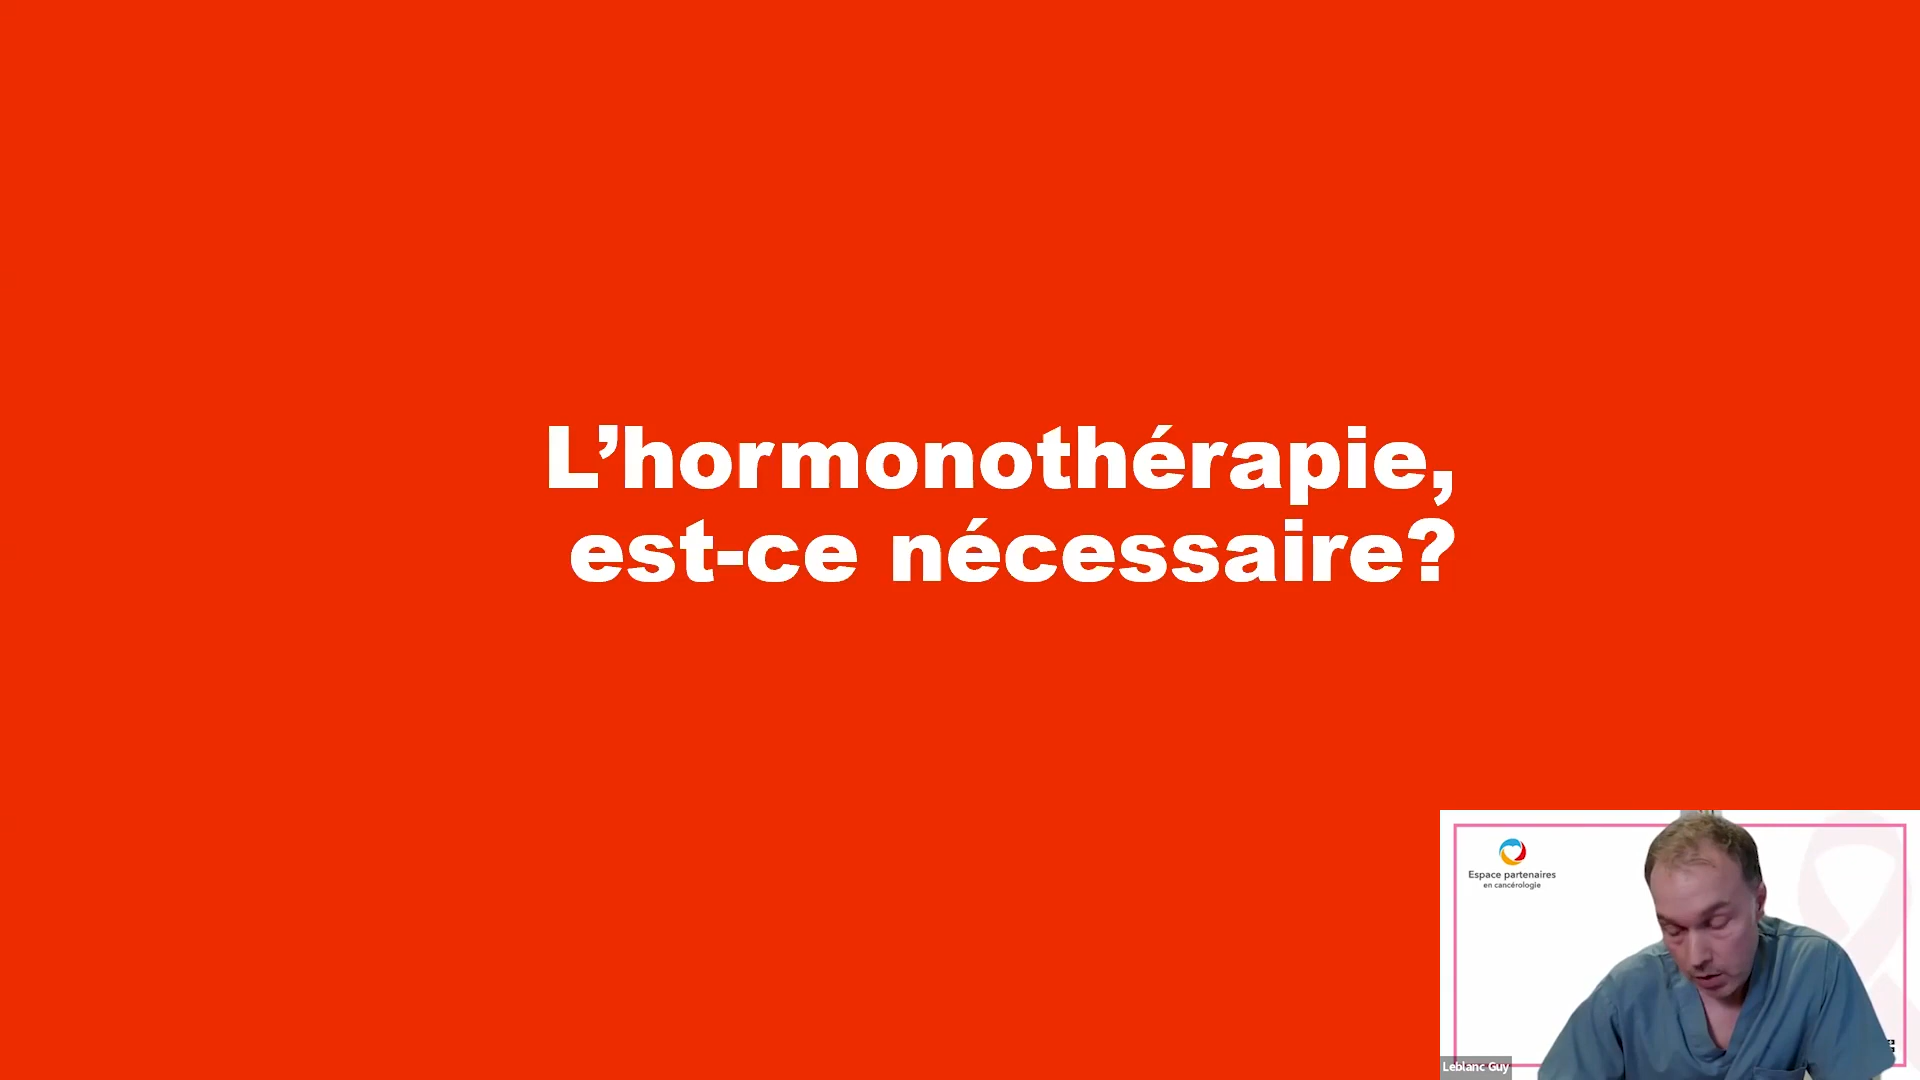 L’hormonothérapie,
est-ce nécessaire?
Espace partenaires
en cancérologie
Leblanc Guy